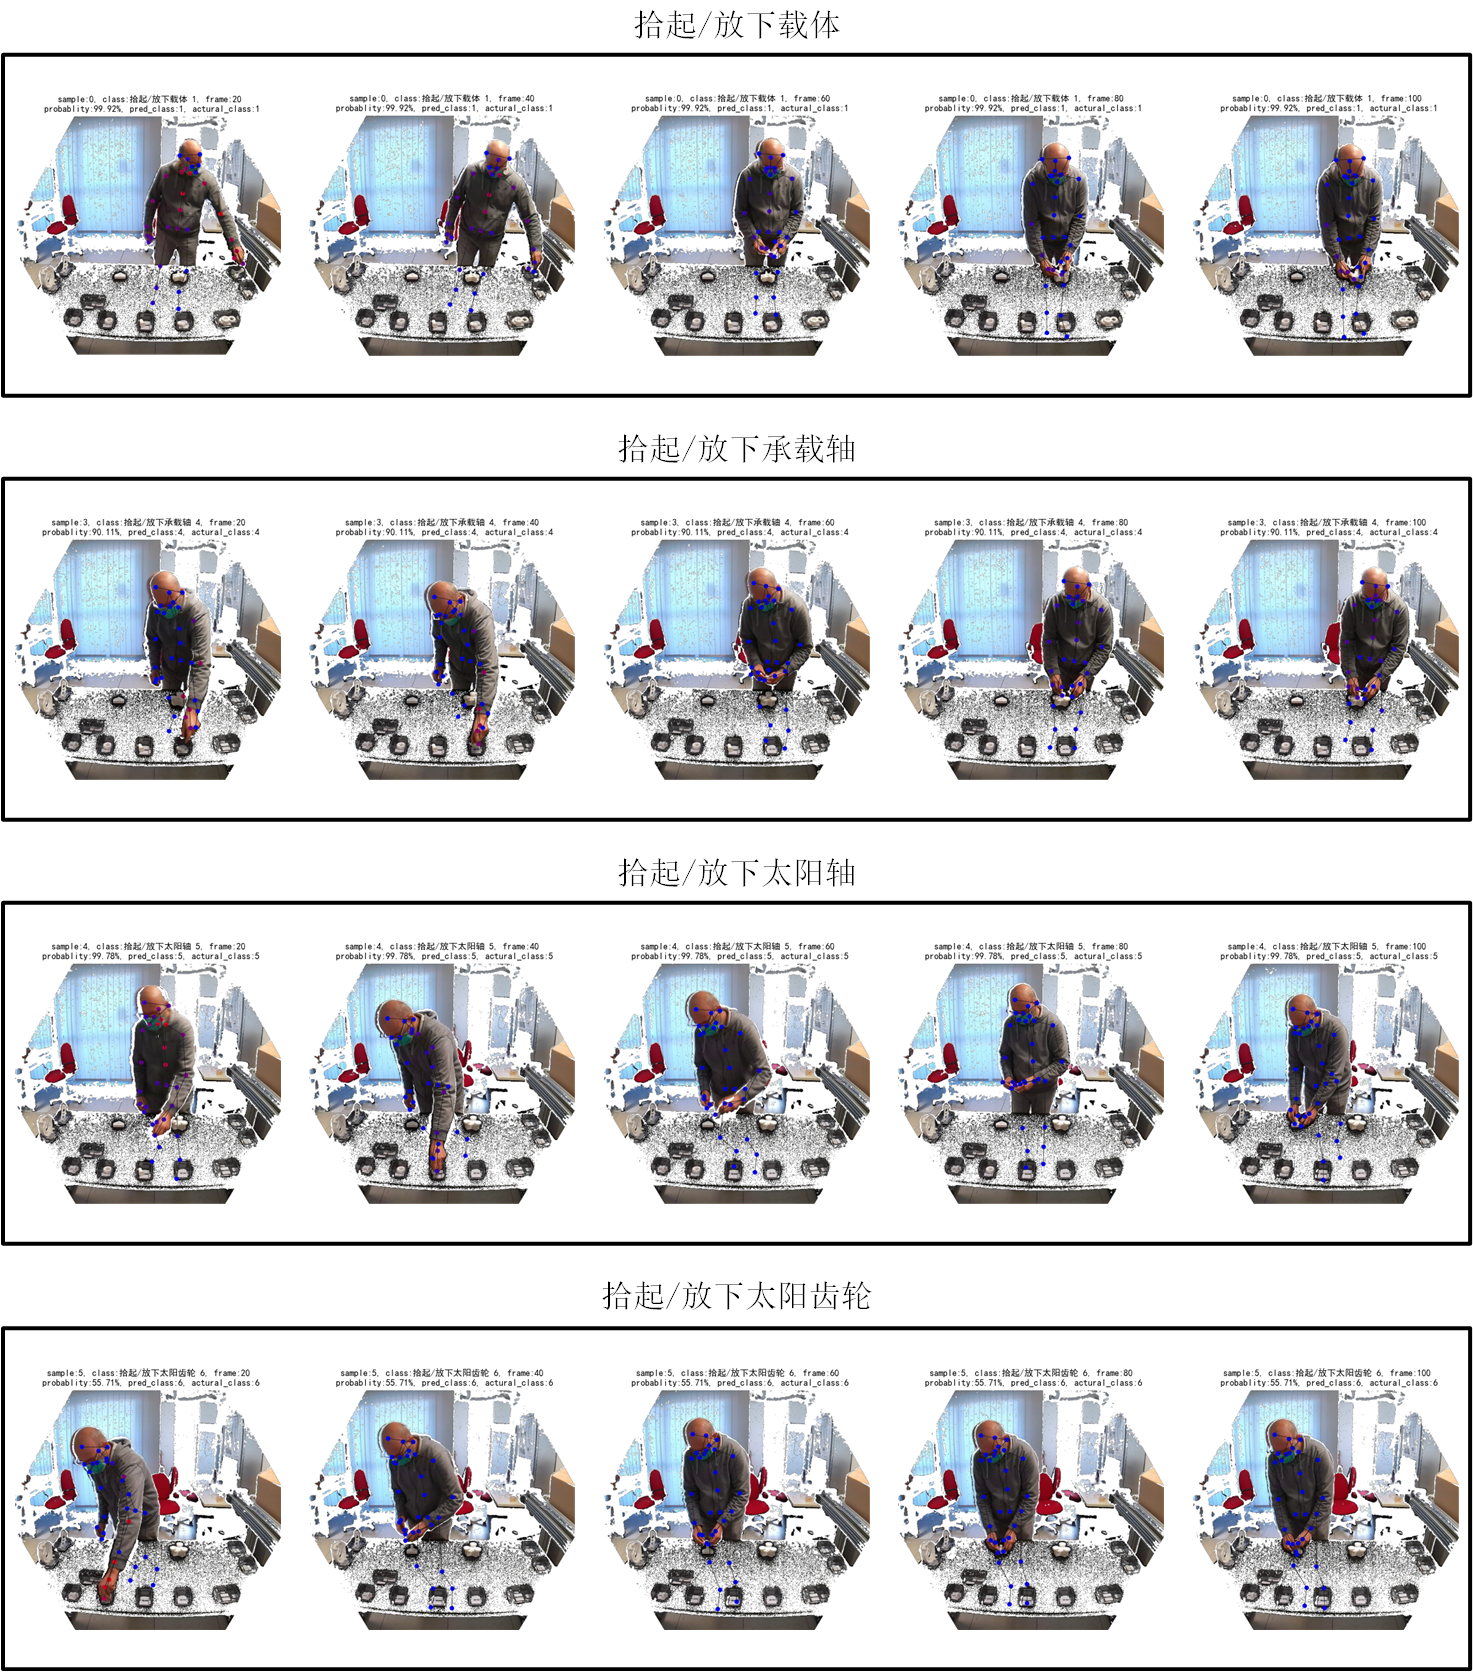 拾起/放下载体
sample:0, class:拾起/放下载体 1, frame:20
probablity:99.92%, pred_class:1, actural_class:1
sample:0, class:拾起/放下载体 1, frame:40
probablity:99.92%, pred_class:1, actural_class:1
sample:0, class:拾起/放下载体 1, frame:60
probablity:99.92%, pred_class:1, actural_class:1
sample:0, class:拾起/放下载体 1, frame:80
probablity:99.92%, pred_class:1, actural_class:1
sample:0, class:拾起/放下载体 1, frame:100
probablity:99.92%, pred_class:1, actural_class:1
拾起/放下承载轴
sample:3, class:拾起/放下承载轴 4, frame:20
probablity:90.11%, pred_class:4, actural_class:4
sample:3, class:拾起/放下承载轴 4, frame:40
probablity:90.11%, pred_class:4, actural_class:4
sample:3, class:拾起/放下承载轴 4, frame:60
probablity:90.11%, pred_class:4, actural_class:4
sample:3, class:拾起/放下承载轴 4, frame:80
probablity:90.11%, pred_class:4, actural_class:4
sample:3, class:拾起/放下承载轴 4, frame:100
probablity:90.11%, pred_class:4, actural_class:4
拾起/放下太阳轴
sample:4, class:拾起/放下太阳轴 5, frame:20
probablity:99.78%, pred_class:5, actural_class:5
sample:4, class:拾起/放下太阳轴 5, frame:40
probablity:99.78%, pred_class:5, actural_class:5
sample:4, class:拾起/放下太阳轴 5, frame:60
probablity:99.78%, pred_class:5, actural_class:5
sample:4, class:拾起/放下太阳轴 5, frame:80
probablity:99.78%, pred_class:5, actural_class:5
sample:4, class:拾起/放下太阳轴 5, frame:100
probablity:99.78%, pred_class:5, actural_class:5
拾起/放下太阳齿轮
sample:5, class:拾起/放下太阳齿轮 6, frame:20
probablity:55.71%, pred_class:6, actural_class:6
sample:5, class:拾起/放下太阳齿轮 6, frame:40
probablity:55.71%, pred_class:6, actural_class:6
sample:5, class:拾起/放下太阳齿轮 6, frame:60
probablity:55.71%, pred_class:6, actural_class:6
sample:5, class:拾起/放下太阳齿轮 6, frame:80
probablity:55.71%, pred_class:6, actural_class:6
sample:5, class:拾起/放下太阳齿轮 6, frame:100
probablity:55.71%, pred_class:6, actural_class:6